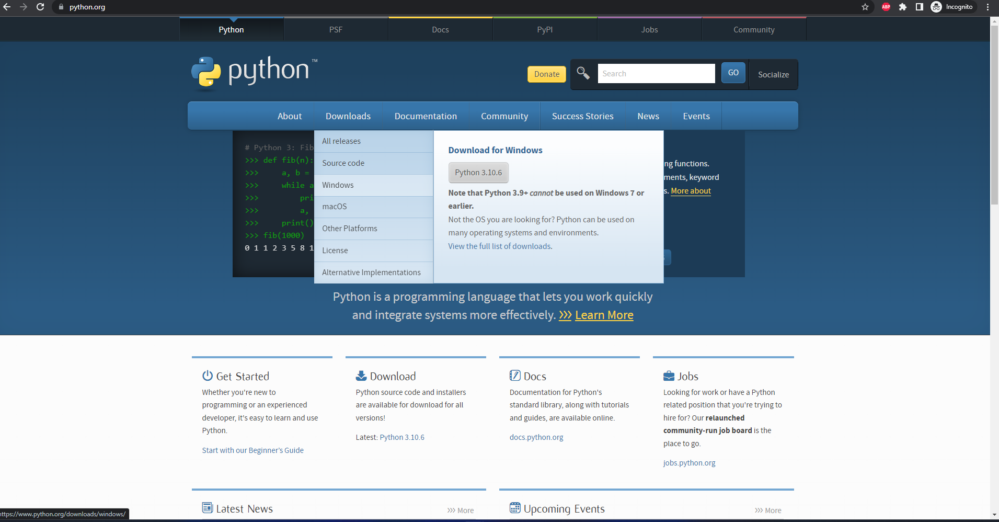 python.org
ABP
Incognito
Python
PSF
Docs
PyPI
Jobs
Community
python™
Donate
Search
GO
Socialize
About
Downloads
Documentation
Community
Success Stories
News
Events
# Python 3: Fib
>>> def fib(n):
>>>     a, b =
>>>     while a
>>>         pri
>>>         a,
>>>     print()
>>> fib(1000)
0 1 1 2 3 5 8 1
All releases
Source code
Windows
macOS
Other Platforms
License
Alternative Implementations
Download for Windows
Python 3.10.6
Note that Python 3.9+ cannot be used on Windows 7 or
earlier.
Not the OS you are looking for? Python can be used on
many operating systems and environments.
View the full list of downloads.
ng functions.
ments, keyword
s. More about
Python is a programming language that lets you work quickly
and integrate systems more effectively. >>> Learn More
Get Started
Whether you're new to
programming or an experienced
developer, it's easy to learn and use
Python.
Start with our Beginner's Guide
Download
Python source code and installers
are available for download for all
versions!
Latest: Python 3.10.6
Docs
Documentation for Python's
standard library, along with tutorials
and guides, are available online.
docs.python.org
Jobs
Looking for work or have a Python
related position that you're trying to
hire for? Our relaunched
community-run job board is the
place to go.
jobs.python.org
Latest News
>>> More
Upcoming Events
>>> More
https://www.python.org/downloads/windows/